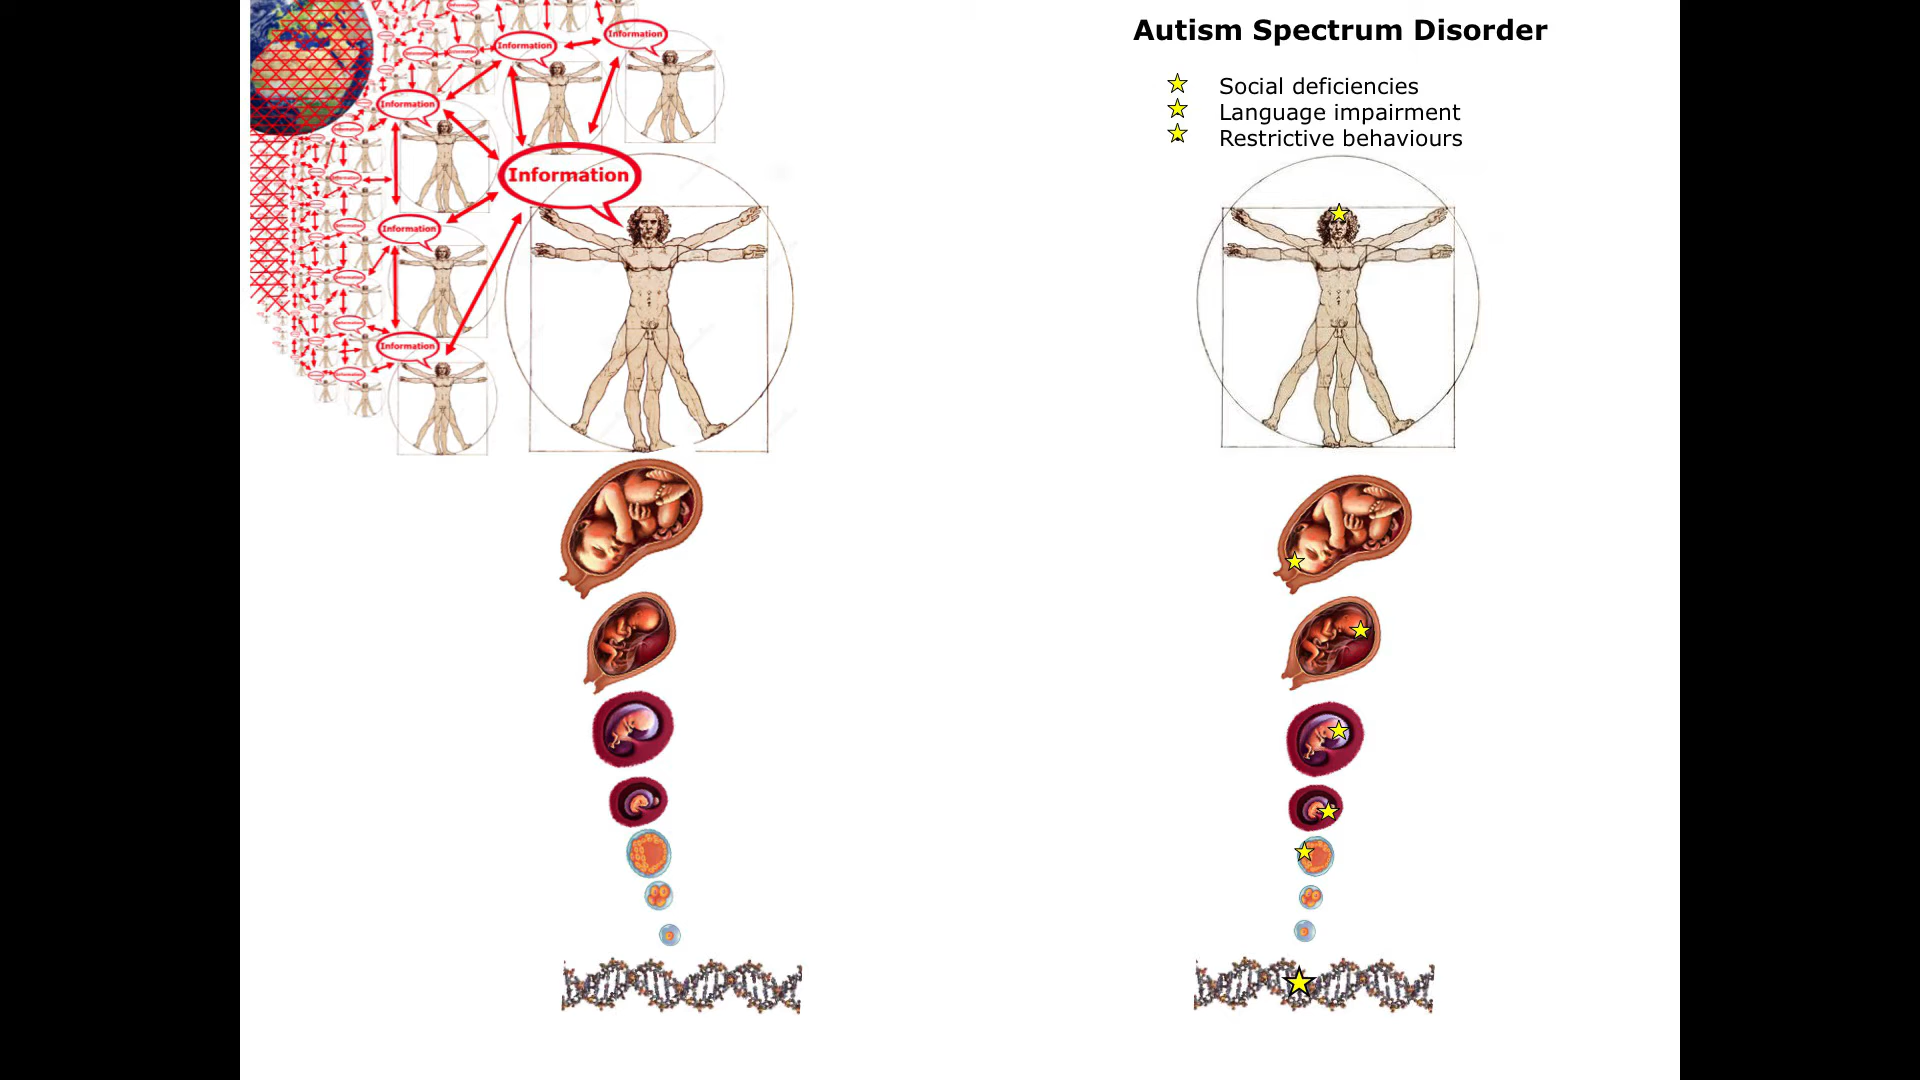 Information
Information
Autism Spectrum Disorder
Social deficiencies
Language impairment
Restrictive behaviours
Information
Information
Information
Information